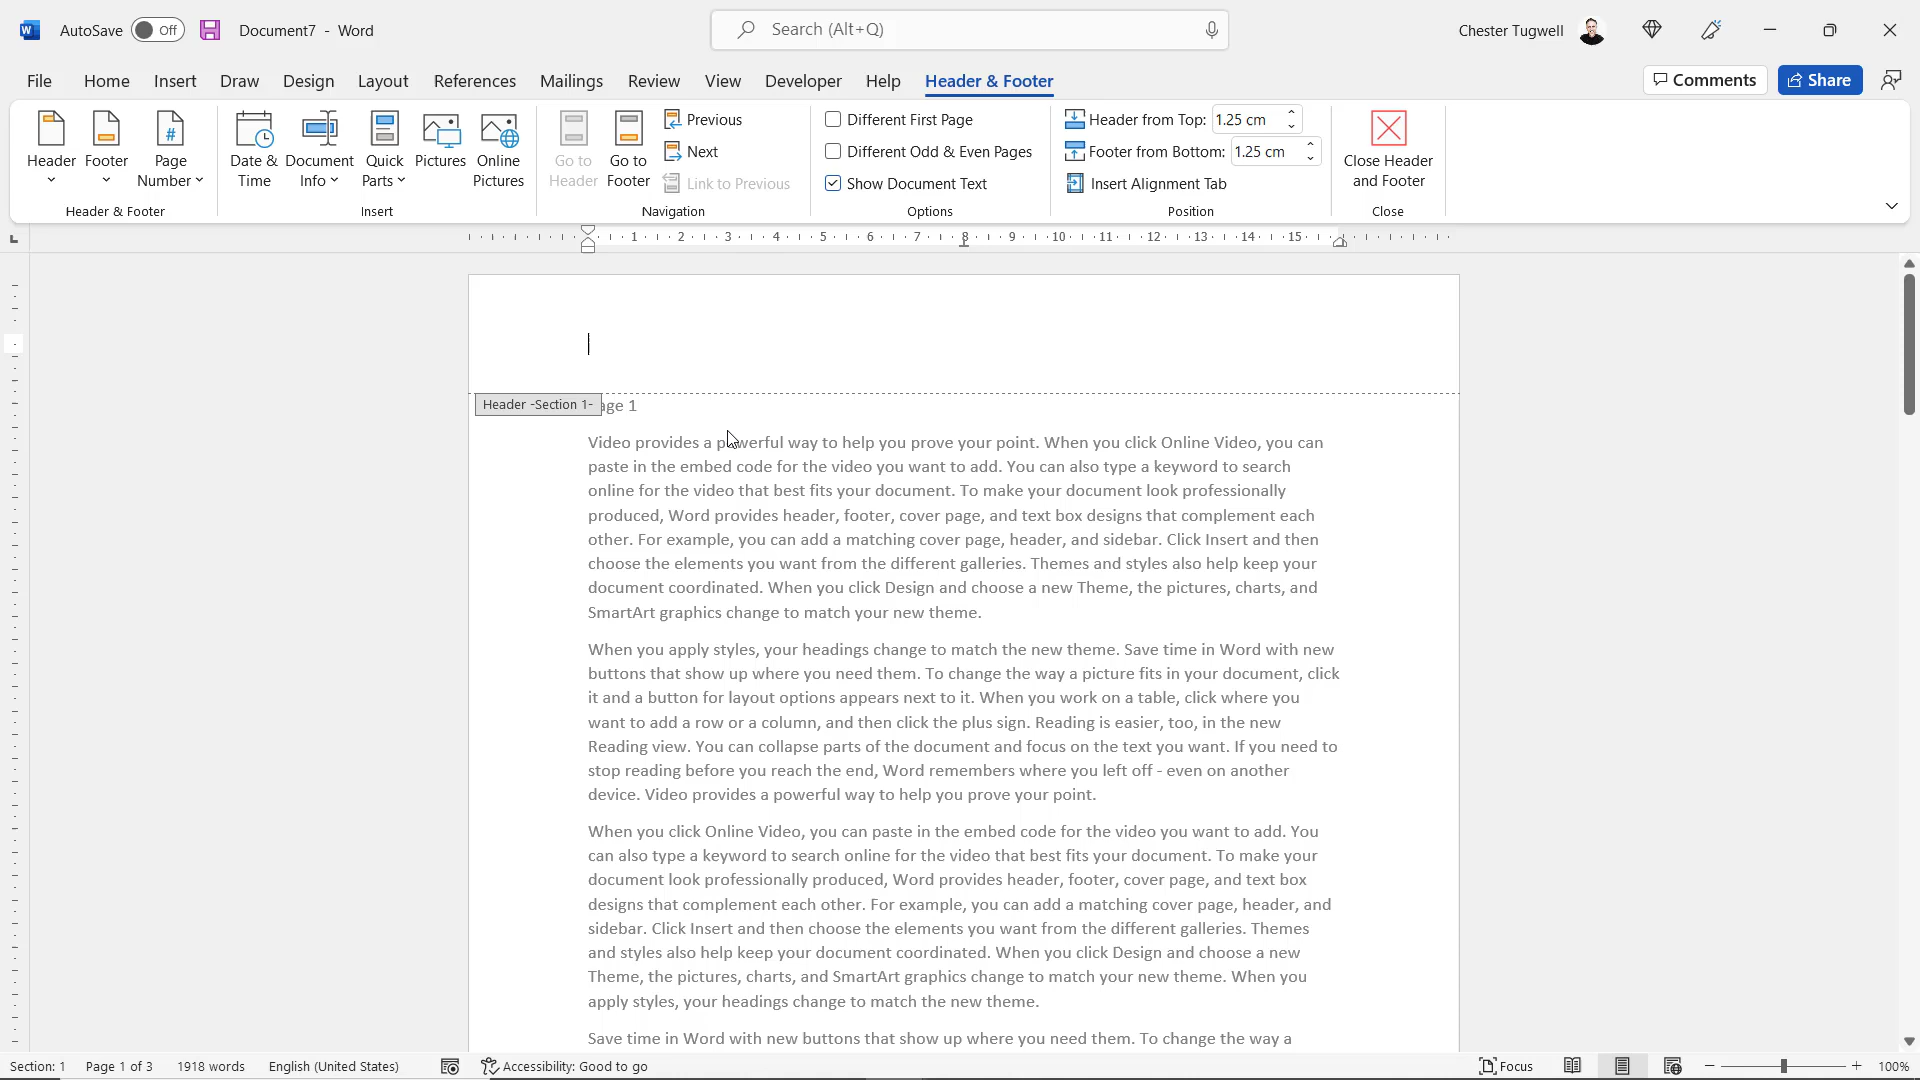 AutoSave Off Document7 - Word Search (Alt+Q) Chester Tugwell
File Home Insert Draw Design Layout References Mailings Review View Developer Help Header & Footer Comments Share
Header
Footer
Page
Number
Header & Footer
Date &
Time
Document
Info
Quick
Parts
Pictures
Online
Pictures
Insert
Go to
Header
Go to
Footer
Previous
Next
Link to Previous
Navigation
Different First Page
Different Odd & Even Pages
Show Document Text
Options
Header from Top: 1.25 cm
Footer from Bottom: 1.25 cm
Insert Alignment Tab
Position
Close Header
and Footer
Close
1 2 3 4 5 6 7 8 9 10 11 12 13 14 15
Header -Section 1- age 1
Video provides a powerful way to help you prove your point. When you click Online Video, you can
paste in the embed code for the video you want to add. You can also type a keyword to search
online for the video that best fits your document. To make your document look professionally
produced, Word provides header, footer, cover page, and text box designs that complement each
other. For example, you can add a matching cover page, header, and sidebar. Click Insert and then
choose the elements you want from the different galleries. Themes and styles also help keep your
document coordinated. When you click Design and choose a new Theme, the pictures, charts, and
SmartArt graphics change to match your new theme.
When you apply styles, your headings change to match the new theme. Save time in Word with new
buttons that show up where you need them. To change the way a picture fits in your document, click
it and a button for layout options appears next to it. When you work on a table, click where you
want to add a row or a column, and then click the plus sign. Reading is easier, too, in the new
Reading view. You can collapse parts of the document and focus on the text you want. If you need to
stop reading before you reach the end, Word remembers where you left off - even on another
device. Video provides a powerful way to help you prove your point.
When you click Online Video, you can paste in the embed code for the video you want to add. You
can also type a keyword to search online for the video that best fits your document. To make your
document look professionally produced, Word provides header, footer, cover page, and text box
designs that complement each other. For example, you can add a matching cover page, header, and
sidebar. Click Insert and then choose the elements you want from the different galleries. Themes
and styles also help keep your document coordinated. When you click Design and choose a new
Theme, the pictures, charts, and SmartArt graphics change to match your new theme. When you
apply styles, your headings change to match the new theme.
Save time in Word with new buttons that show up where you need them. To change the way a
Section: 1 Page 1 of 3 1918 words English (United States) Accessibility: Good to go Focus 100%